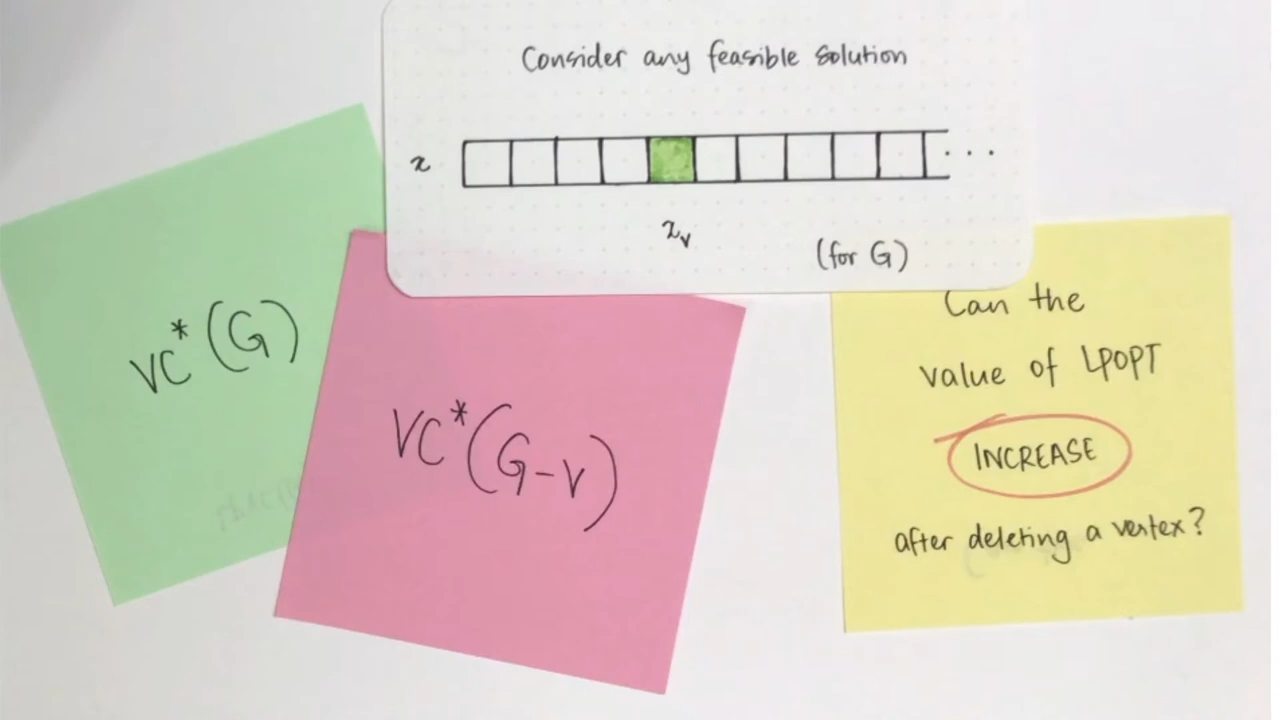 Consider any feasible solution
x
. . .
x_v
(for G)
VC*(G)
VC*(G-v)
Can the
value of LPOPT
INCREASE
after deleting a vertex?